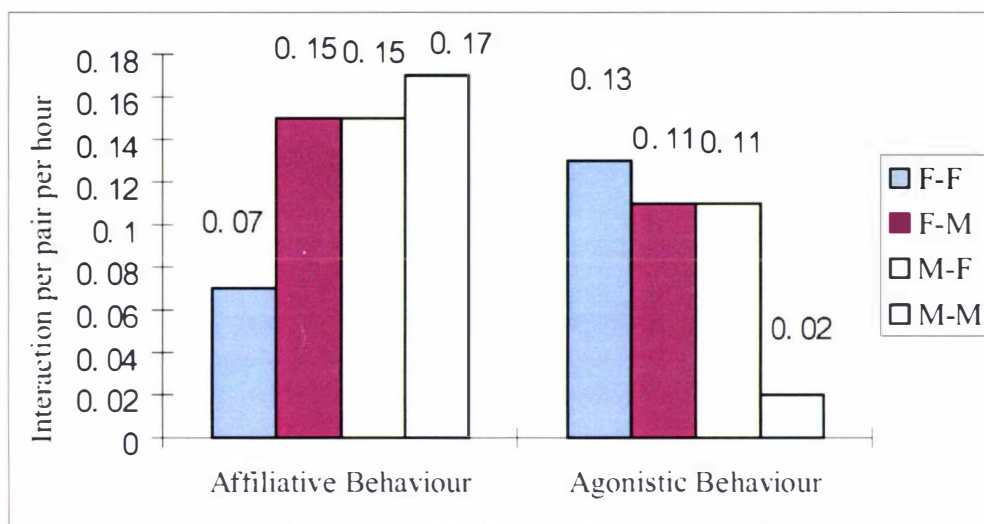 Interaction per pair per hour
0. 18
0. 16
0. 14
0. 12
0. 1
0. 08
0. 06
0. 04
0. 02
0
0. 07
0. 15
0. 15
0. 17
0. 13
0. 11
0. 11
0. 02
Affiliative Behaviour
Agonistic Behaviour
F-F
F-M
M-F
M-M